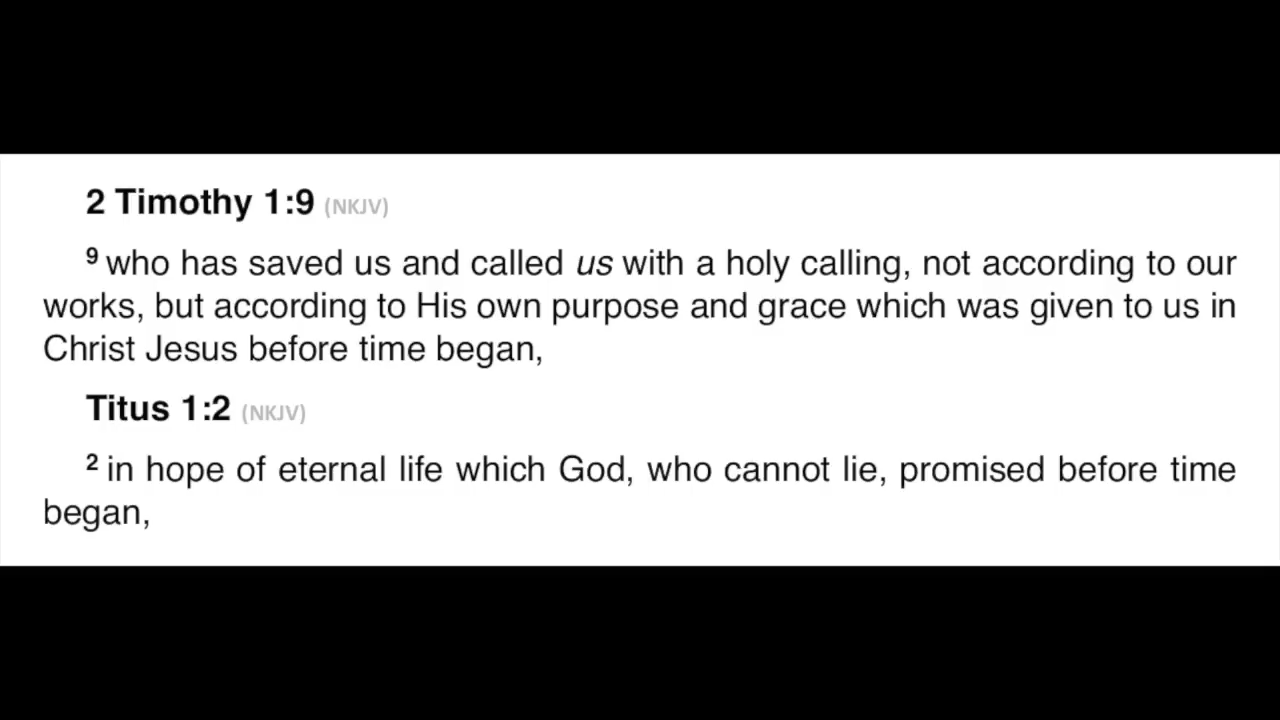 2 Timothy 1:9 (NKJV)
9 who has saved us and called us with a holy calling, not according to our
works, but according to His own purpose and grace which was given to us in
Christ Jesus before time began,
Titus 1:2 (NKJV)
2 in hope of eternal life which God, who cannot lie, promised before time
began,